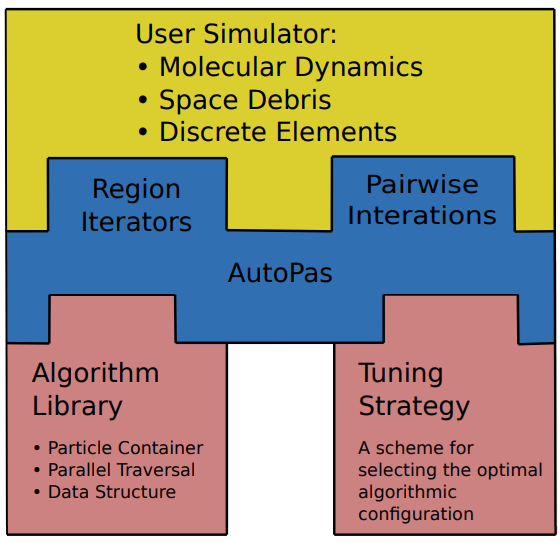 User Simulator:
• Molecular Dynamics
• Space Debris
• Discrete Elements
Region
Iterators
Pairwise
Interations
AutoPas
Algorithm
Library
• Particle Container
• Parallel Traversal
• Data Structure
Tuning
Strategy
A scheme for
selecting the optimal
algorithmic
configuration